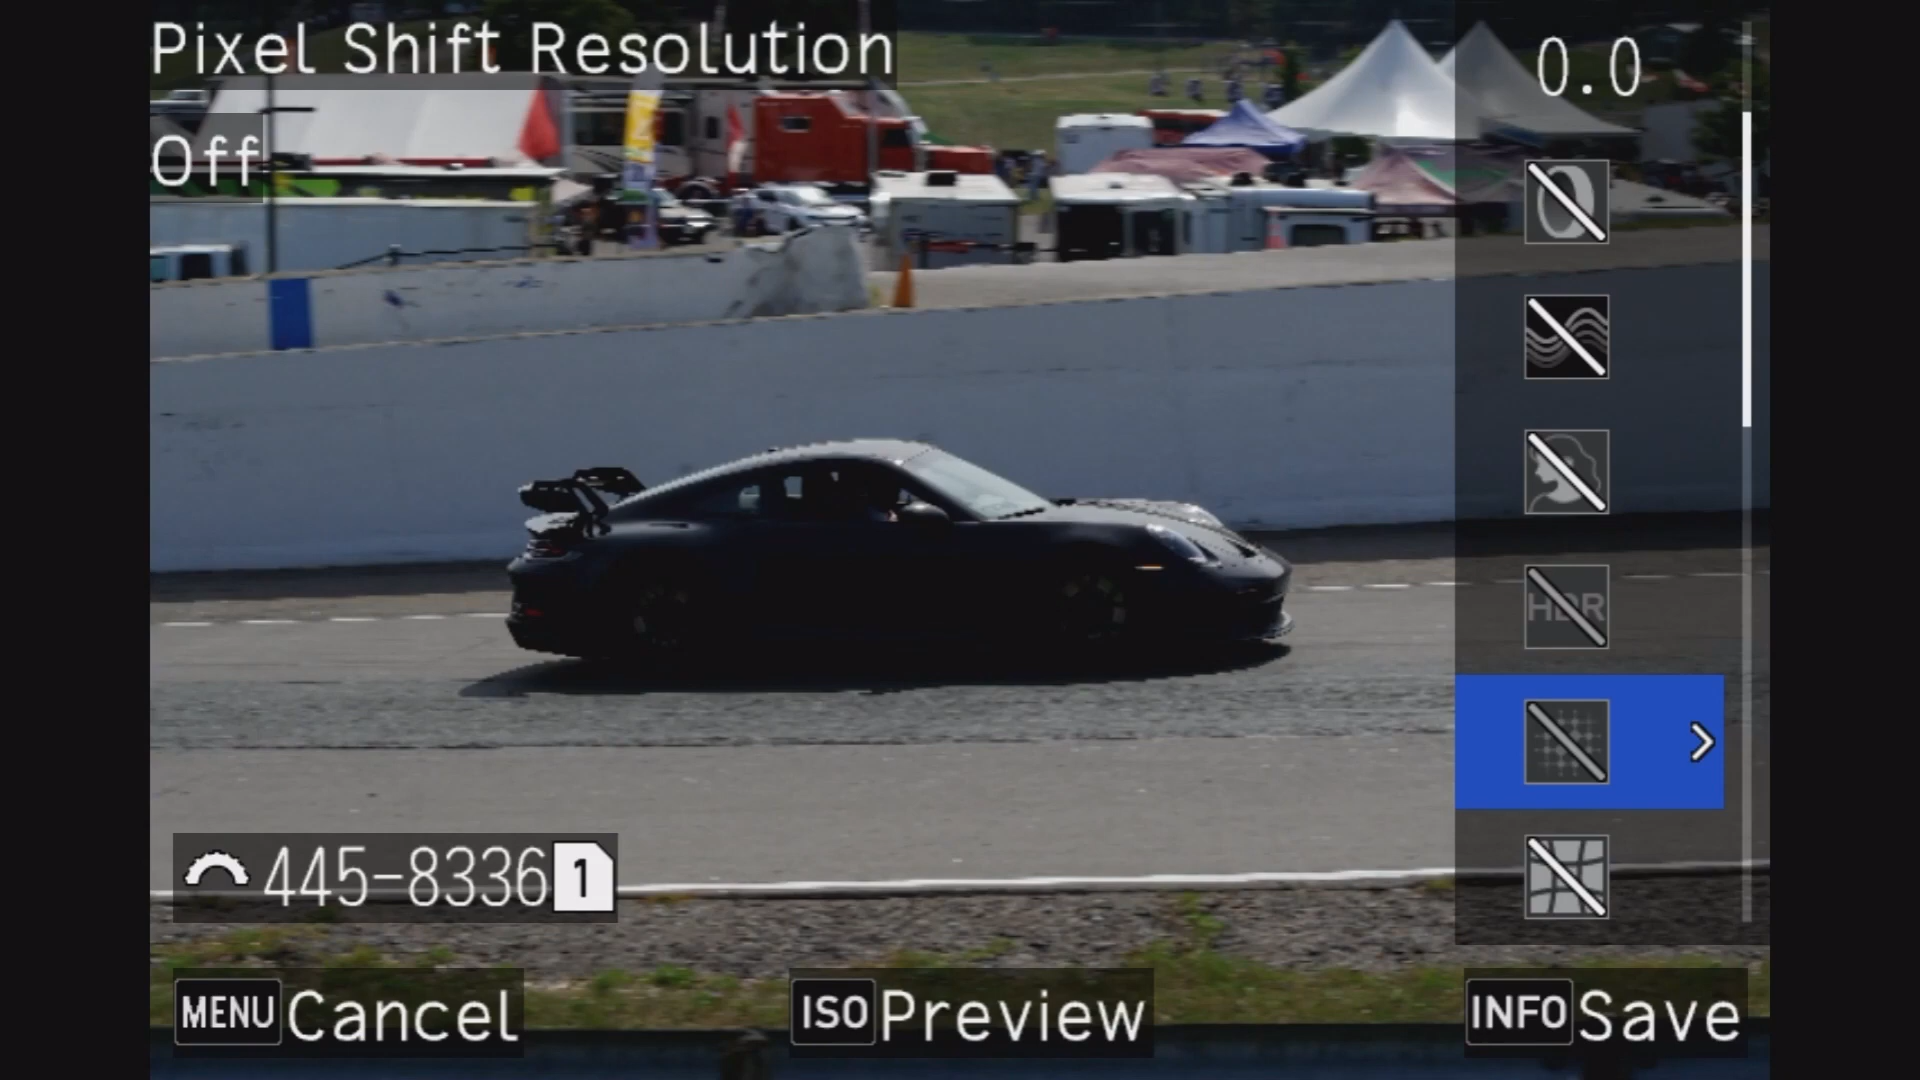 Pixel Shift Resolution
Off
0.0
HDR
445-8336 1
MENU Cancel
ISO Preview
INFO Save